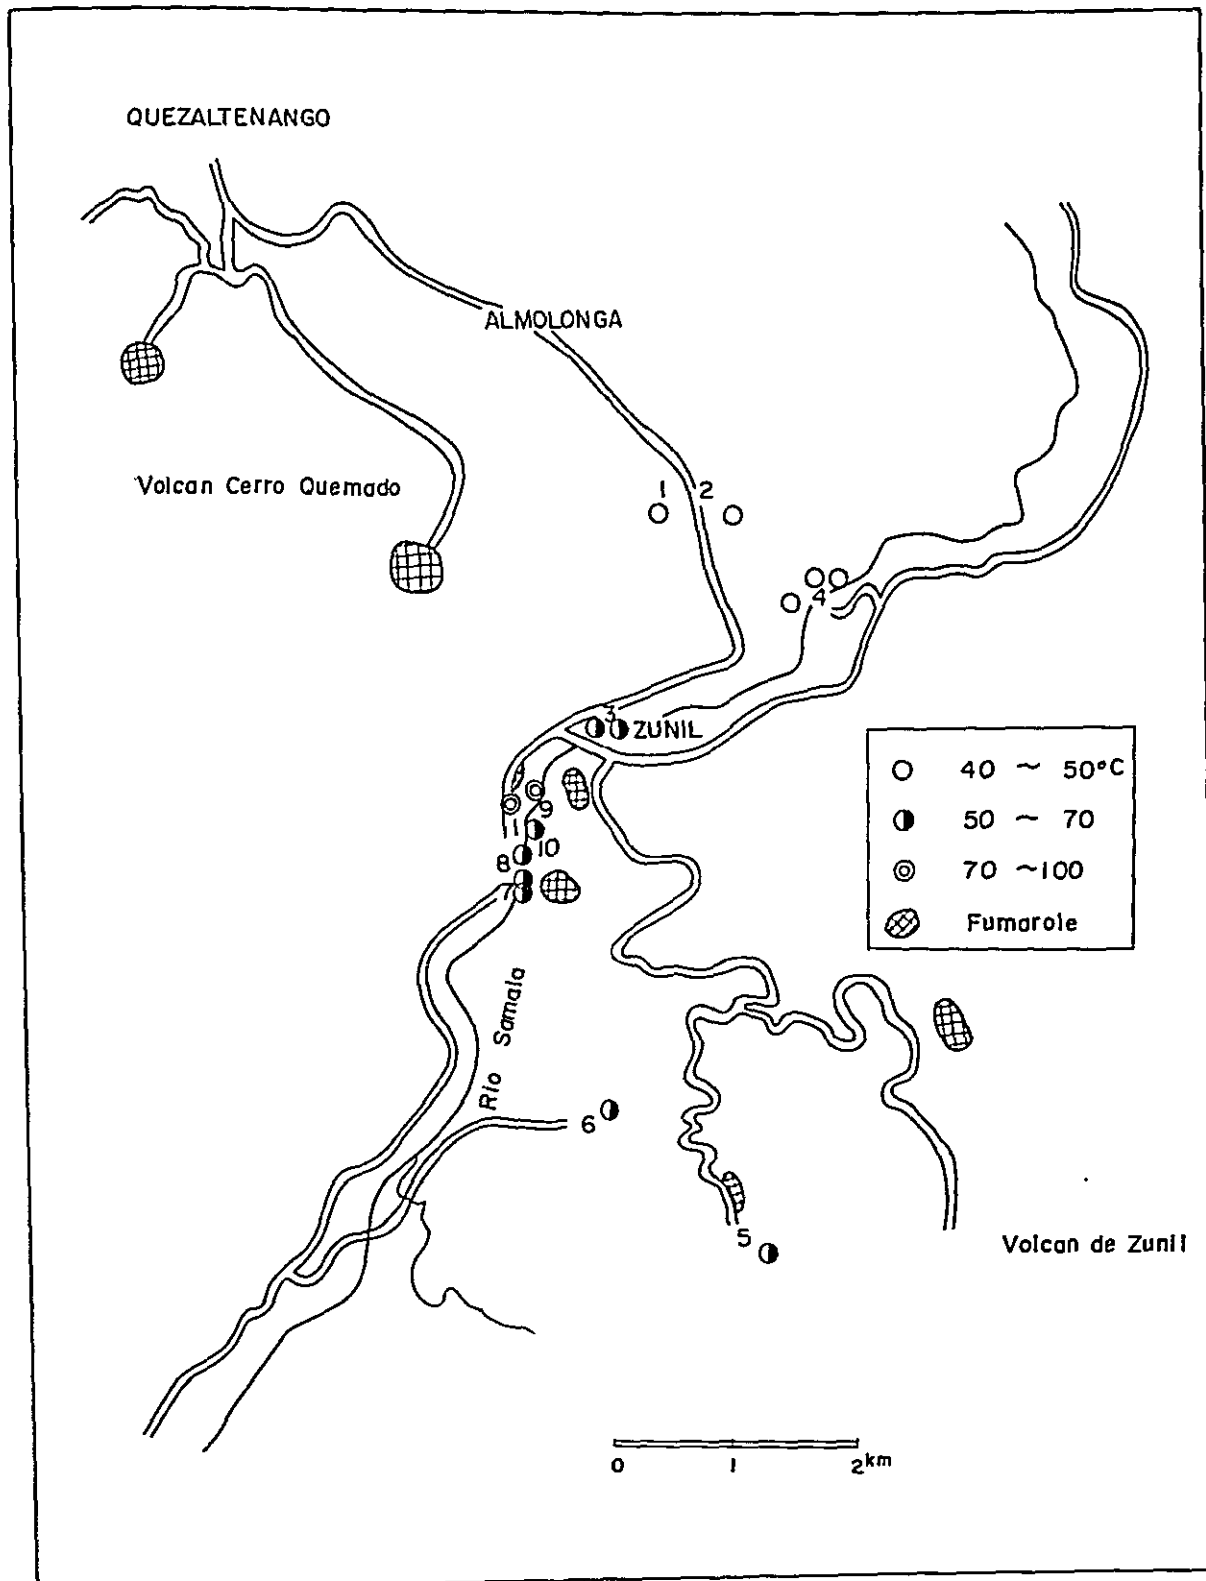 QUEZALTENANGO
ALMOLONGA
Volcan Cerro Quemado
1 2
4
3 ZUNIL
40 ~ 50°C
50 ~ 70
70 ~100
Fumarole
9
11
10
8
7
Rio Samala
6
5
Volcan de Zunil
0 1 2km